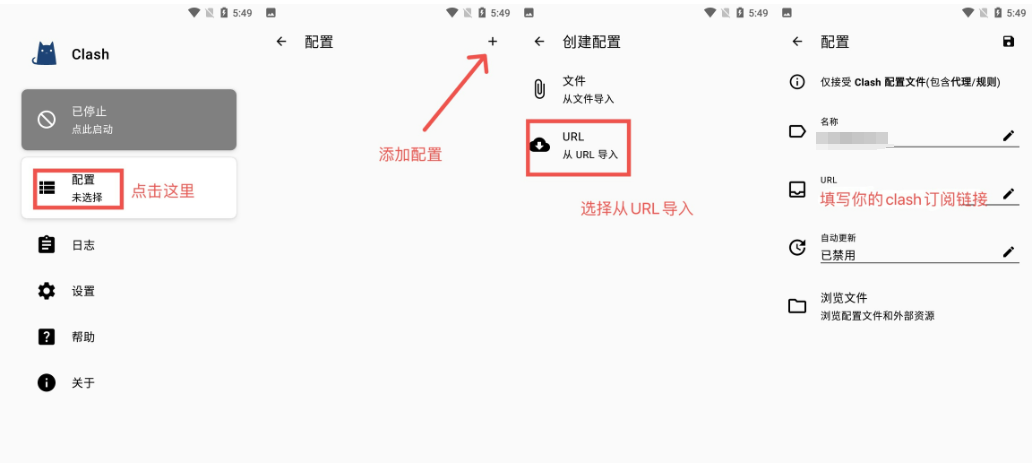 5:49
Clash
已停止
点此启动
配置
未选择
点击这里
日志
设置
帮助
关于
5:49
配置
添加配置
5:49
创建配置
文件
从文件导入
URL
从 URL 导入
选择从URL导入
5:49
配置
仅接受 Clash 配置文件(包含代理/规则)
名称
URL
填写你的clash订阅链接
自动更新
已禁用
浏览文件
浏览配置文件和外部资源